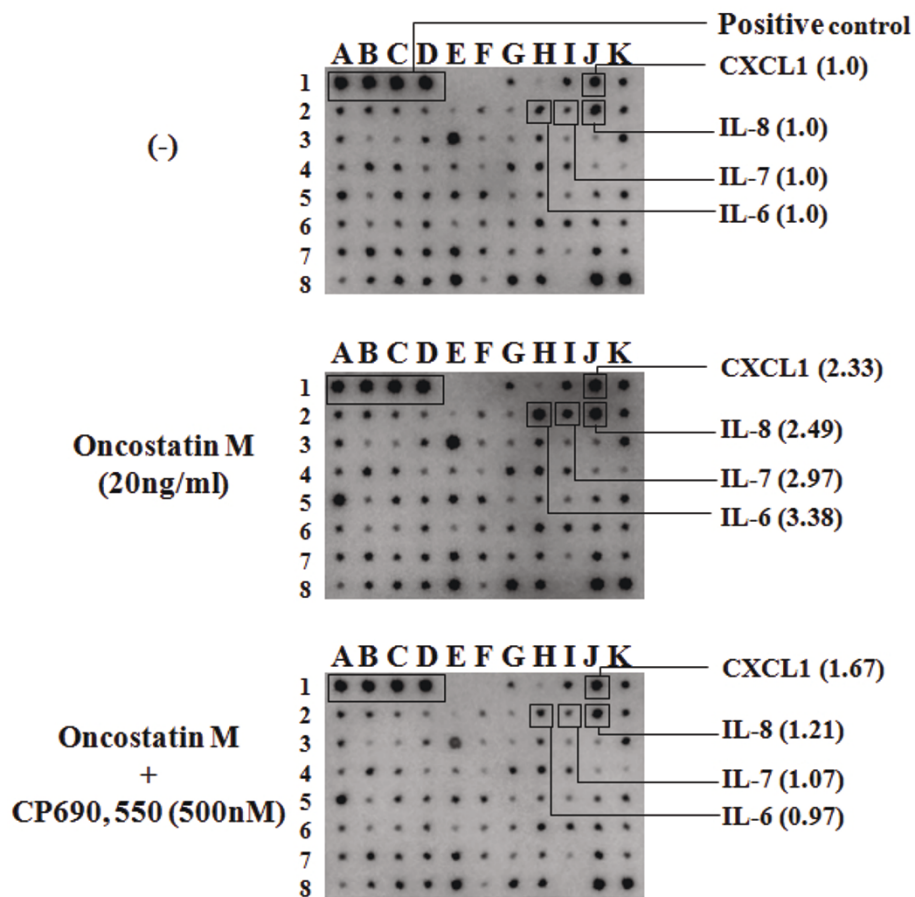 Positive control
A B C D E F G H I J K
CXCL1 (1.0)
1
2
IL-8 (1.0)
3
(-)
4
IL-7 (1.0)
5
IL-6 (1.0)
6
7
8
A B C D E F G H I J K
CXCL1 (2.33)
1
2
IL-8 (2.49)
3
Oncostatin M
4
IL-7 (2.97)
(20ng/ml)
5
IL-6 (3.38)
6
7
8
A B C D E F G H I J K
CXCL1 (1.67)
1
2
IL-8 (1.21)
Oncostatin M
3
+
4
IL-7 (1.07)
CP690,550 (500nM)
5
IL-6 (0.97)
6
7
8